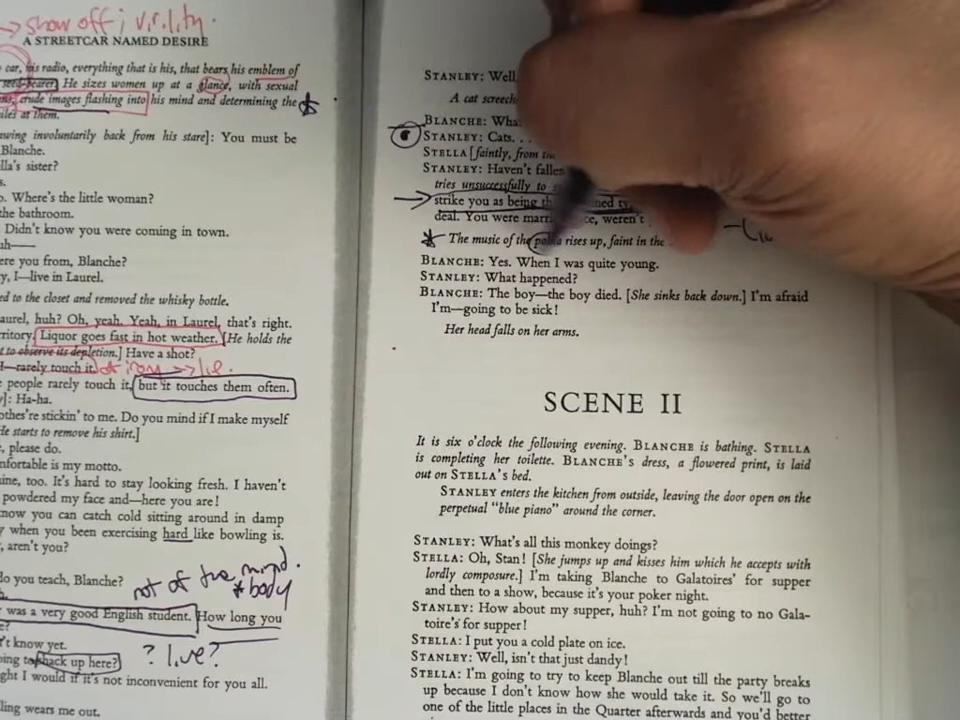 show off ; virility.
A STREETCAR NAMED DESIRE
car, his radio, everything that is his, that bears his emblem of
seed-bearer. He sizes women up at a glance, with sexual
crude images flashing into his mind and determining the
at them.
involuntarily back from his stare]: You must be
Blanche.
sister?
Where's the little woman?
the bathroom.
Didn't know you were coming in town.
ah—
you from, Blanche?
I—live in Laurel.
to the closet and removed the whisky bottle.
huh? Oh, yeah. Yeah, in Laurel, that's right.
Liquor goes fast in hot weather. [He holds the
to observe its depletion.] Have a shot?
rarely touch it. lie.
people rarely touch it, but it touches them often.
Ha-ha.
stickin' to me. Do you mind if I make myself
He starts to remove his shirt.]
please do.
is my motto.
too. It's hard to stay looking fresh. I haven't
powdered my face and—here you are!
you can catch cold sitting around in damp
when you been exercising hard like bowling is.
aren't you?
not of the mind.
* body
do you teach, Blanche?
was a very good English student. How long you
? live?
know yet.
shack up here?
I would if it's not inconvenient for you all.
wears me out.
STANLEY: Well,
A cat
BLANCHE:
STANLEY: Cats. . .
STELLA [faintly, from
STANLEY: Haven't
tries unsuccessfully to
strike you as being
deal. You were
The music of the polka rises up, faint in the
BLANCHE: Yes. When I was quite young.
STANLEY: What happened?
BLANCHE: The boy—the boy died. [She sinks back down.] I'm afraid
I'm—going to be sick!
Her head falls on her arms.
SCENE II
It is six o'clock the following evening. BLANCHE is bathing. STELLA
is completing her toilette. BLANCHE'S dress, a flowered print, is laid
out on STELLA'S bed.
STANLEY enters the kitchen from outside, leaving the door open on the
perpetual "blue piano" around the corner.
STANLEY: What's all this monkey doings?
STELLA: Oh, Stan! [She jumps up and kisses him which he accepts with
lordly composure.] I'm taking Blanche to Galatoires' for supper
and then to a show, because it's your poker night.
STANLEY: How about my supper, huh? I'm not going to no Gala-
toire's for supper!
STELLA: I put you a cold plate on ice.
STANLEY: Well, isn't that just dandy!
STELLA: I'm going to try to keep Blanche out till the party breaks
up because I don't know how she would take it. So we'll go to
one of the little places in the Quarter afterwards and you'd better